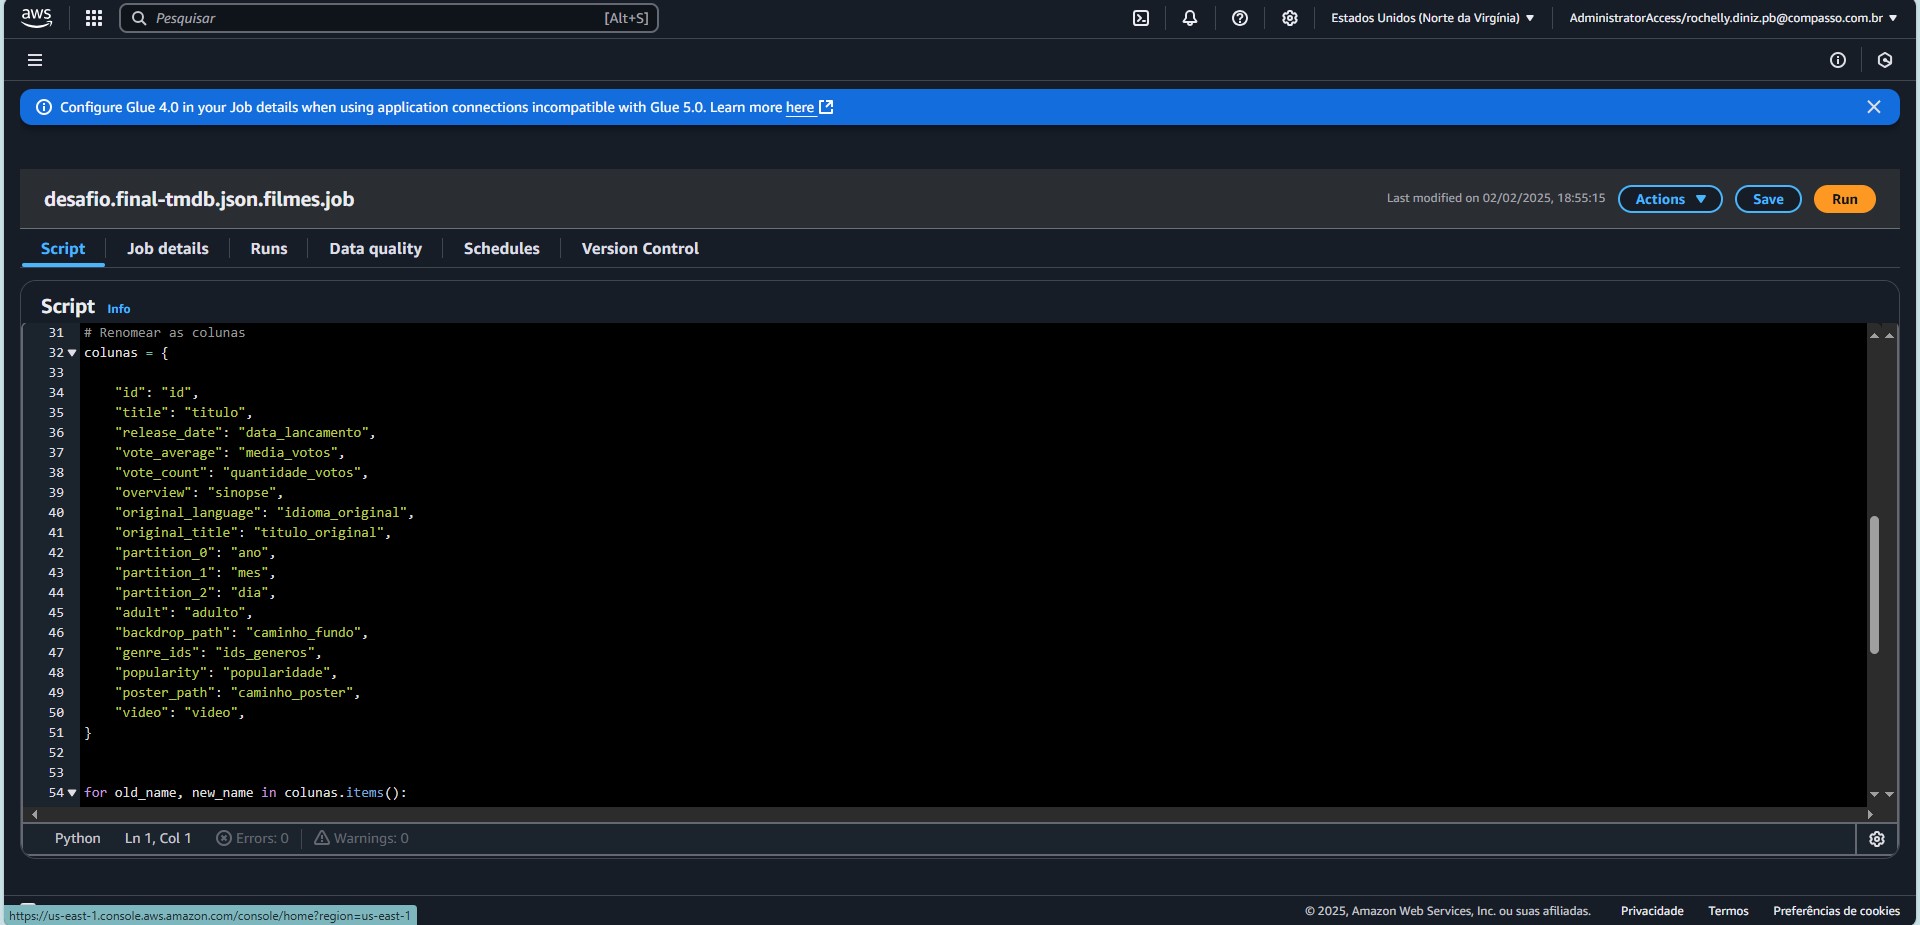 aws
Pesquisar
[Alt+S]
Estados Unidos (Norte da Virgínia)
AdministratorAccess/rochelly.diniz.pb@compasso.com.br
Configure Glue 4.0 in your Job details when using application connections incompatible with Glue 5.0. Learn more here
desafio.final-tmdb.json.filmes.job
Last modified on 02/02/2025, 18:55:15
Actions
Save
Run
Script
Job details
Runs
Data quality
Schedules
Version Control
Script Info
31 # Renomear as colunas
32 colunas = {
33
34 "id": "id",
35 "title": "titulo",
36 "release_date": "data_lancamento",
37 "vote_average": "media_votos",
38 "vote_count": "quantidade_votos",
39 "overview": "sinopse",
40 "original_language": "idioma_original",
41 "original_title": "titulo_original",
42 "partition_0": "ano",
43 "partition_1": "mes",
44 "partition_2": "dia",
45 "adult": "adulto",
46 "backdrop_path": "caminho_fundo",
47 "genre_ids": "ids_generos",
48 "popularity": "popularidade",
49 "poster_path": "caminho_poster",
50 "video": "video",
51 }
52
53
54 for old_name, new_name in colunas.items():
Python
Ln 1, Col 1
Errors: 0
Warnings: 0
https://us-east-1.console.aws.amazon.com/console/home?region=us-east-1
© 2025, Amazon Web Services, Inc. ou suas afiliadas.
Privacidade
Termos
Preferências de cookies